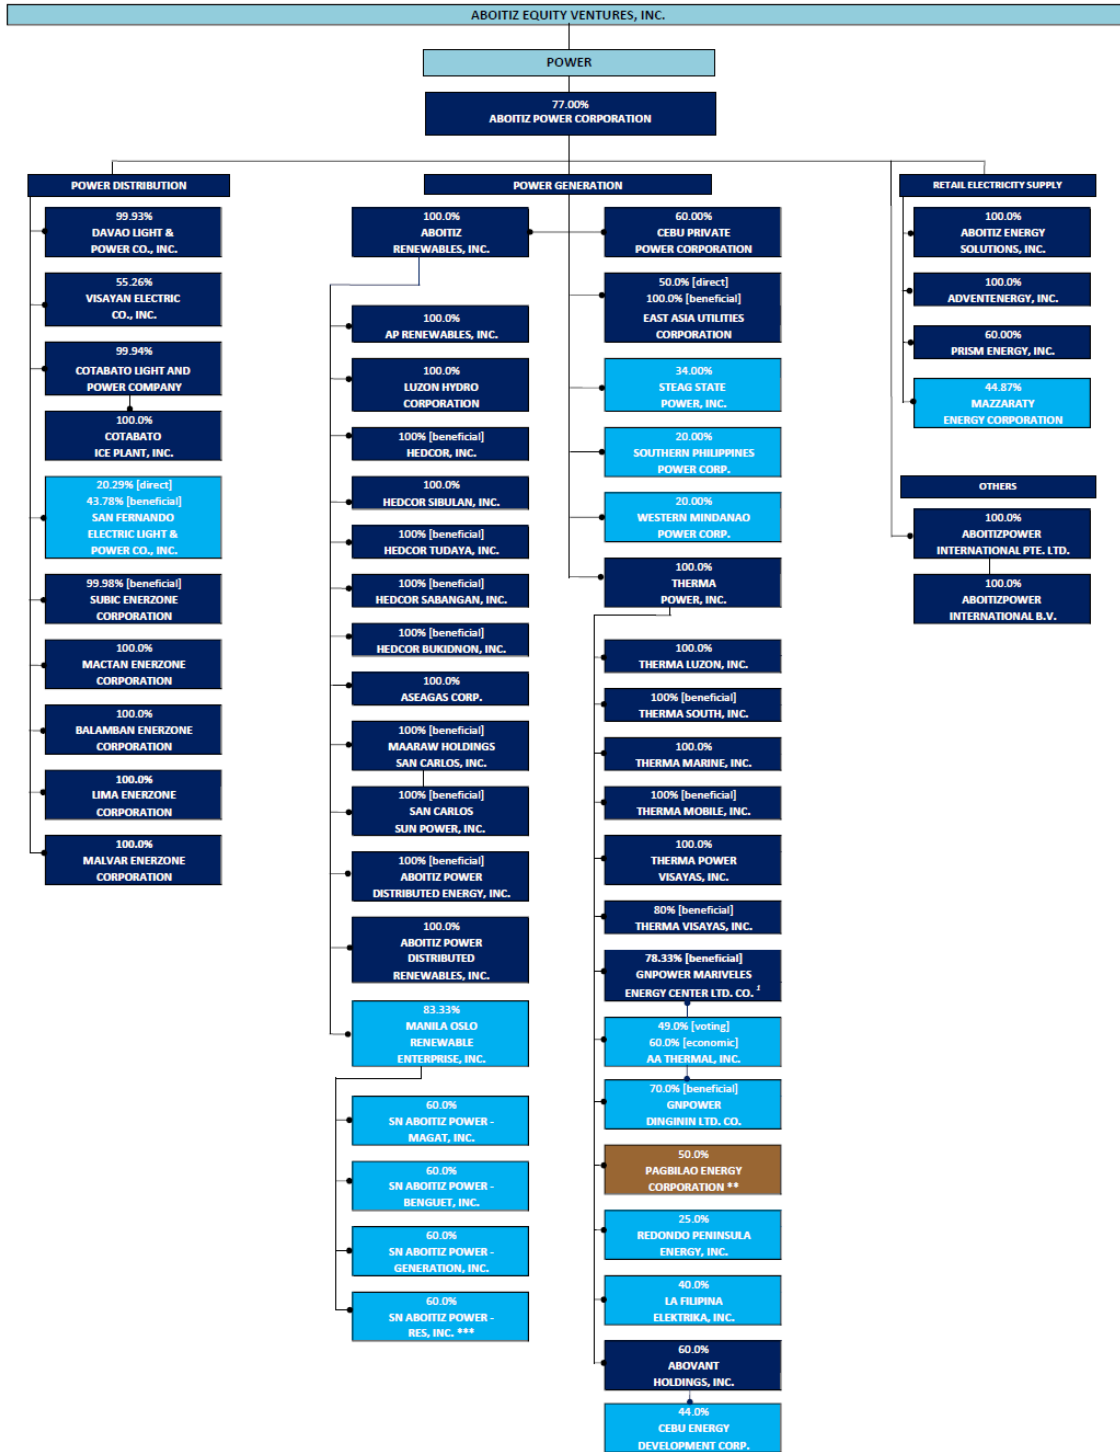 ABOITIZ EQUITY VENTURES, INC.
POWER
77.00%
ABOITIZ POWER CORPORATION
POWER DISTRIBUTION
99.93%
DAVAO LIGHT &
POWER CO., INC.
55.26%
VISAYAN ELECTRIC
CO., INC.
99.94%
COTABATO LIGHT AND
POWER COMPANY
100.0%
COTABATO
ICE PLANT, INC.
20.29% [direct]
43.78% [beneficial]
SAN FERNANDO
ELECTRIC LIGHT &
POWER CO., INC.
99.98% [beneficial]
SUBIC ENERZONE
CORPORATION
100.0%
MACTAN ENERZONE
CORPORATION
100.0%
BALAMBAN ENERZONE
CORPORATION
100.0%
LIMA ENERZONE
CORPORATION
100.0%
MALVAR ENERZONE
CORPORATION
POWER GENERATION
100.0%
ABOITIZ
RENEWABLES, INC.
100.0%
AP RENEWABLES, INC.
100.0%
LUZON HYDRO
CORPORATION
100% [beneficial]
HEDCOR, INC.
100.0%
HEDCOR SIBULAN, INC.
100% [beneficial]
HEDCOR TUDAYA, INC.
100% [beneficial]
HEDCOR SABANGAN, INC.
100% [beneficial]
HEDCOR BUKIDNON, INC.
100.0%
ASEAGAS CORP.
100% [beneficial]
MAARAW HOLDINGS
SAN CARLOS, INC.
100% [beneficial]
SAN CARLOS
SUN POWER, INC.
100% [beneficial]
ABOITIZ POWER
DISTRIBUTED ENERGY, INC.
100.0%
ABOITIZ POWER
DISTRIBUTED
RENEWABLES, INC.
83.33%
MANILA OSLO
RENEWABLE
ENTERPRISE, INC.
60.0%
SN ABOITIZ POWER -
MAGAT, INC.
60.0%
SN ABOITIZ POWER -
BENGUET, INC.
60.0%
SN ABOITIZ POWER -
GENERATION, INC.
60.0%
SN ABOITIZ POWER -
RES, INC. ***
60.00%
CEBU PRIVATE
POWER CORPORATION
50.0% [direct]
100.0% [beneficial]
EAST ASIA UTILITIES
CORPORATION
34.00%
STEAG STATE
POWER, INC.
20.00%
SOUTHERN PHILIPPINES
POWER CORP.
20.00%
WESTERN MINDANAO
POWER CORP.
100.0%
THERMA
POWER, INC.
100.0%
THERMA LUZON, INC.
100% [beneficial]
THERMA SOUTH, INC.
100.0%
THERMA MARINE, INC.
100% [beneficial]
THERMA MOBILE, INC.
100.0%
THERMA POWER
VISAYAS, INC.
80% [beneficial]
THERMA VISAYAS, INC.
78.33% [beneficial]
GNPOWER MARIVELES
ENERGY CENTER LTD. CO. ¹
49.0% [voting]
60.0% [economic]
AA THERMAL, INC.
70.0% [beneficial]
GNPOWER
DINGININ LTD. CO.
50.0%
PAGBILAO ENERGY
CORPORATION **
25.0%
REDONDO PENINSULA
ENERGY, INC.
40.0%
LA FILIPINA
ELEKTRIKA, INC.
60.0%
ABOVANT
HOLDINGS, INC.
44.0%
CEBU ENERGY
DEVELOPMENT CORP.
RETAIL ELECTRICITY SUPPLY
100.0%
ABOITIZ ENERGY
SOLUTIONS, INC.
100.0%
ADVENTENERGY, INC.
60.00%
PRISM ENERGY, INC.
44.87%
MAZZARATY
ENERGY CORPORATION
OTHERS
100.0%
ABOITIZPOWER
INTERNATIONAL PTE. LTD.
100.0%
ABOITIZPOWER
INTERNATIONAL B.V.